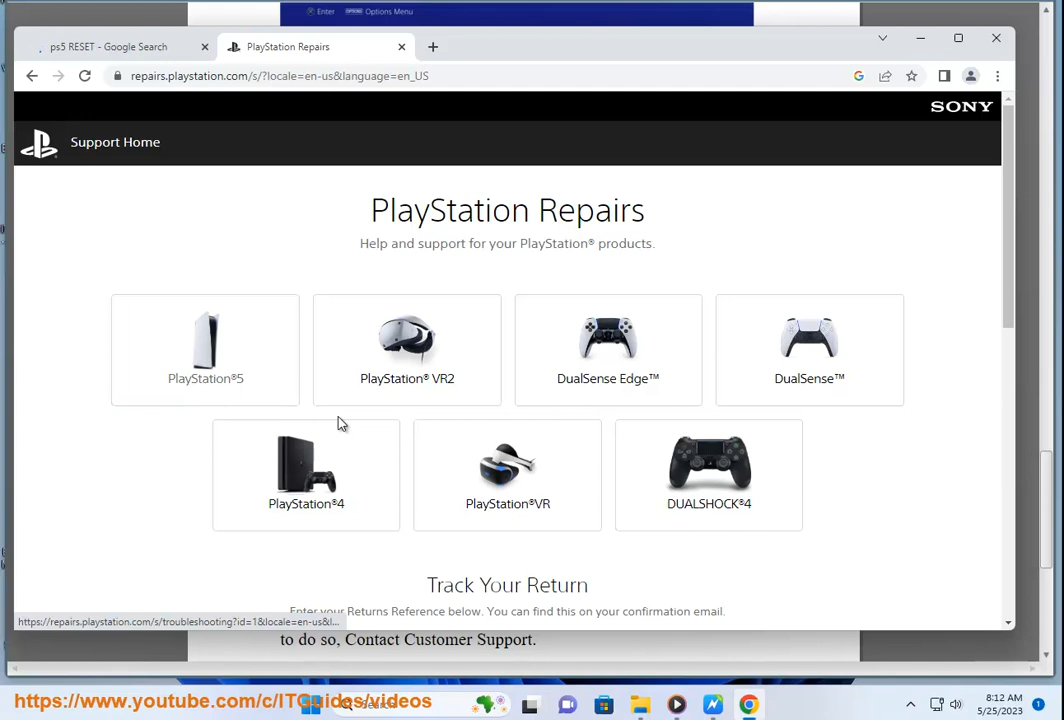 Enter OPTIONS Options Menu
ps5 RESET - Google Search
PlayStation Repairs
repairs.playstation.com/s/?locale=en-us&language=en_US
SONY
Support Home
PlayStation Repairs
Help and support for your PlayStation® products.
PlayStation®5
PlayStation® VR2
DualSense Edge™
DualSense™
PlayStation®4
PlayStation®VR
DUALSHOCK®4
Track Your Return
Enter your Returns Reference below. You can find this on your confirmation email.
https://repairs.playstation.com/s/troubleshooting?id=1&locale=en-us&l...
to do so, Contact Customer Support.
https://www.youtube.com/c/ITGuides/videos
8:12 AM
5/25/2023